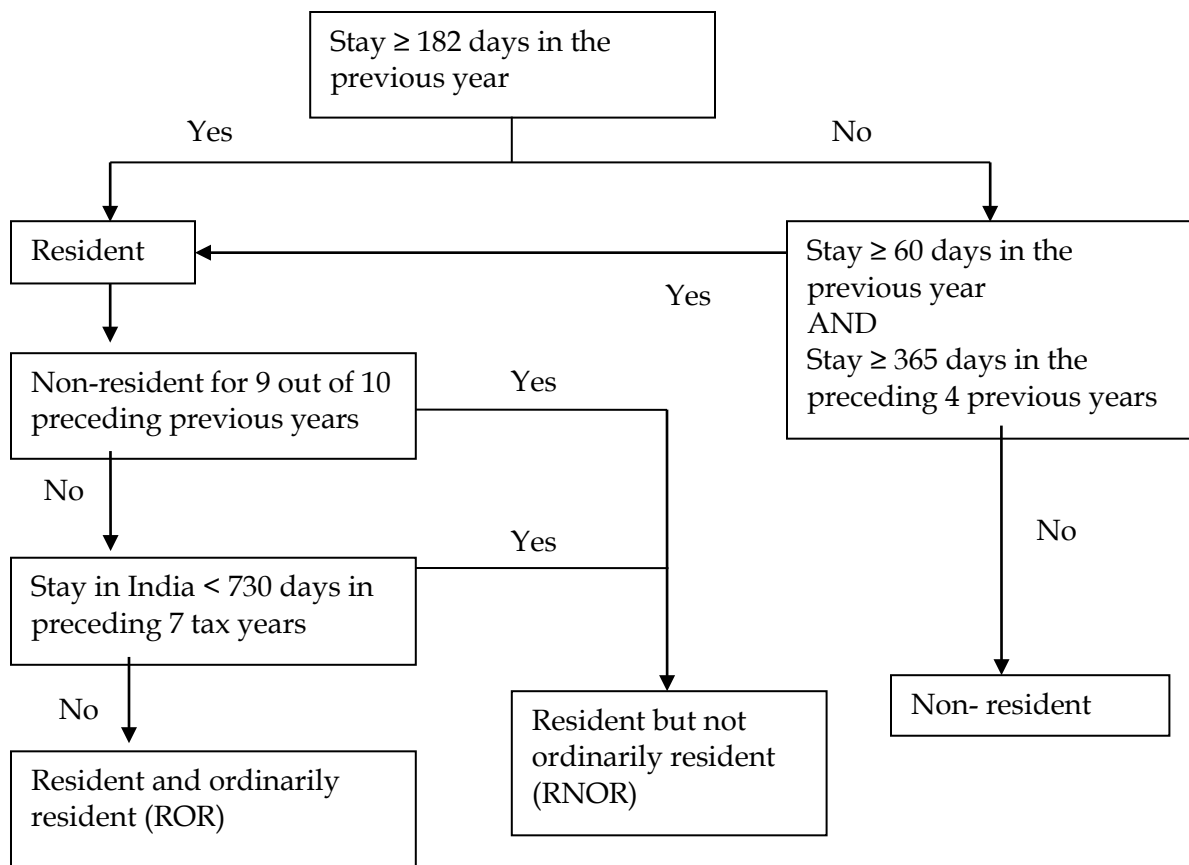 Stay ≥ 182 days in the
previous year
Yes
No
Resident
Stay ≥ 60 days in the
previous year
AND
Stay ≥ 365 days in the
preceding 4 previous years
Yes
Non-resident for 9 out of 10
preceding previous years
Yes
No
No
Stay in India < 730 days in
preceding 7 tax years
Yes
No
Non- resident
Resident but not
ordinarily resident
(RNOR)
Resident and ordinarily
resident (ROR)